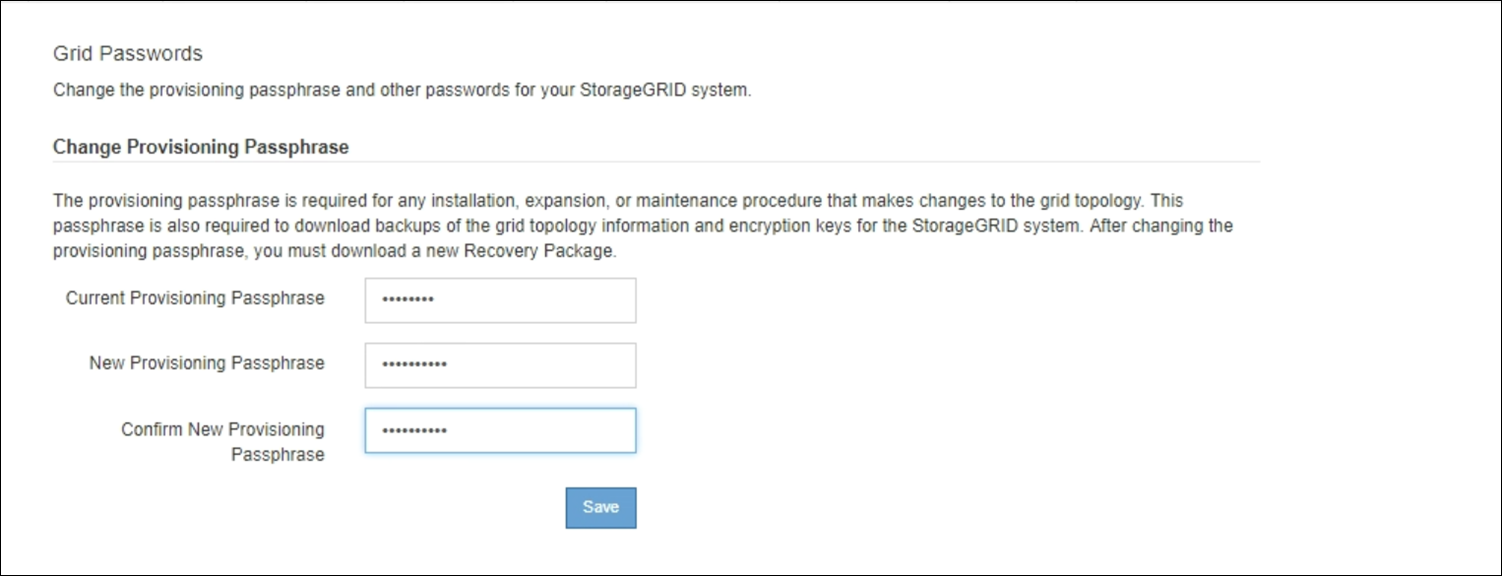 Grid Passwords
Change the provisioning passphrase and other passwords for your StorageGRID system.
Change Provisioning Passphrase
The provisioning passphrase is required for any installation, expansion, or maintenance procedure that makes changes to the grid topology. This
passphrase is also required to download backups of the grid topology information and encryption keys for the StorageGRID system. After changing the
provisioning passphrase, you must download a new Recovery Package.
Current Provisioning Passphrase ••••••••
New Provisioning Passphrase ••••••••••
Confirm New Provisioning ••••••••••
Passphrase
Save